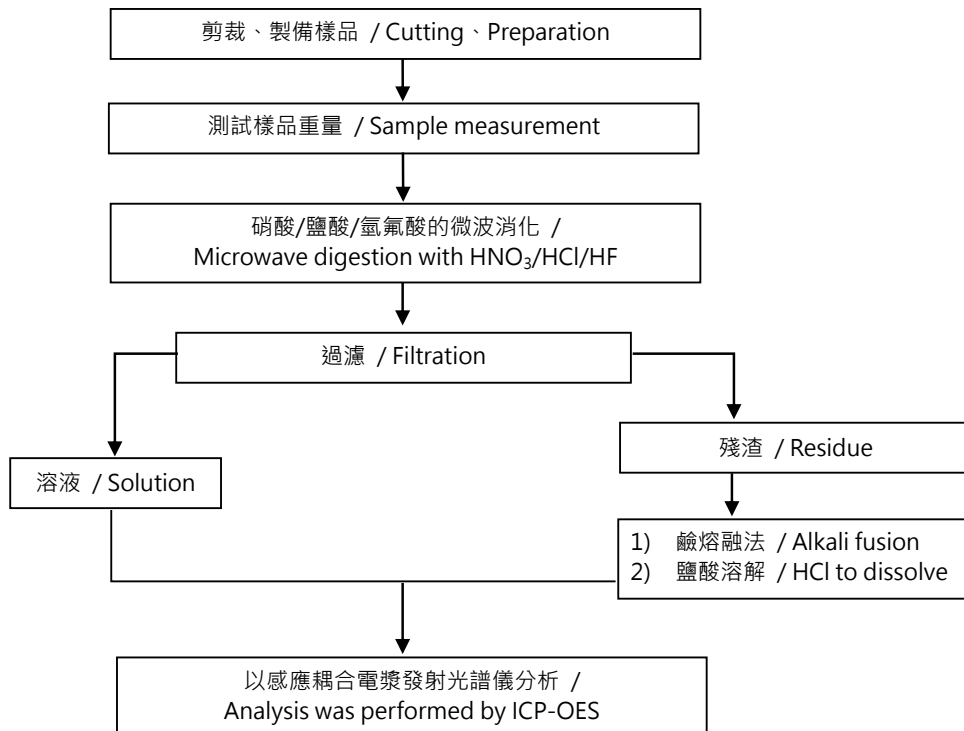 剪裁、製備樣品 / Cutting、Preparation
測試樣品重量 / Sample measurement
硝酸/鹽酸/氫氟酸的微波消化 /
Microwave digestion with HNO₃/HCl/HF
過濾 / Filtration
溶液 / Solution
殘渣 / Residue
1) 鹼熔融法 / Alkali fusion
2) 鹽酸溶解 / HCl to dissolve
以感應耦合電漿發射光譜儀分析 /
Analysis was performed by ICP-OES